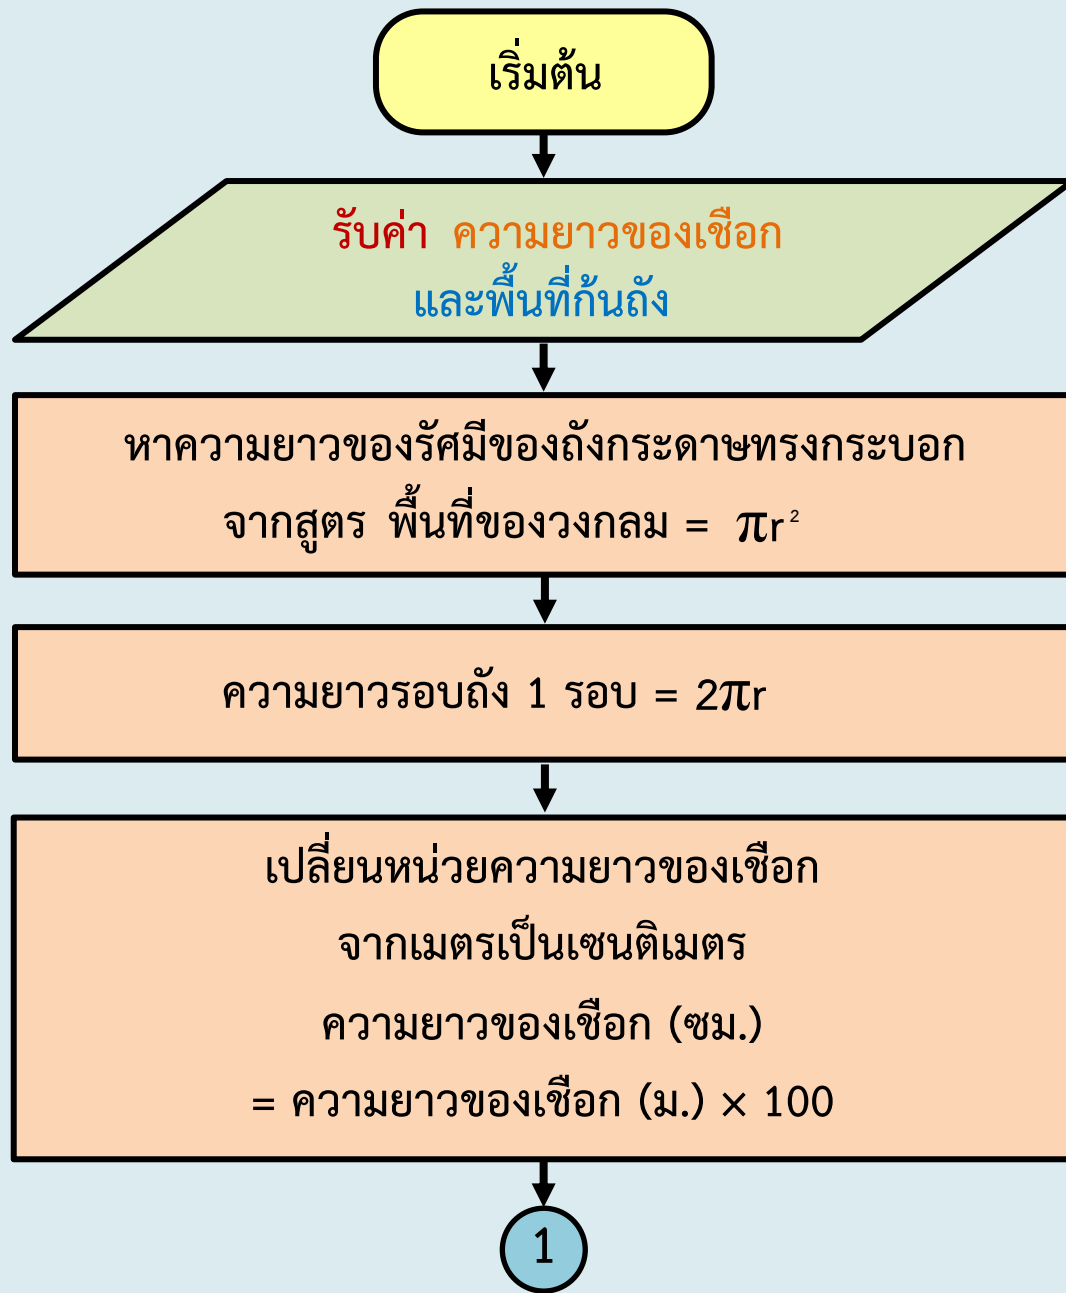 เริ่มต้น
รับค่า ความยาวของเชือก
และพื้นที่ก้นถัง
หาความยาวของรัศมีของถังกระดาษทรงกระบอก
จากสูตร พื้นที่ของวงกลม = πr²
ความยาวรอบถัง 1 รอบ = 2πr
เปลี่ยนหน่วยความยาวของเชือก
จากเมตรเป็นเซนติเมตร
ความยาวของเชือก (ซม.)
= ความยาวของเชือก (ม.) × 100
1